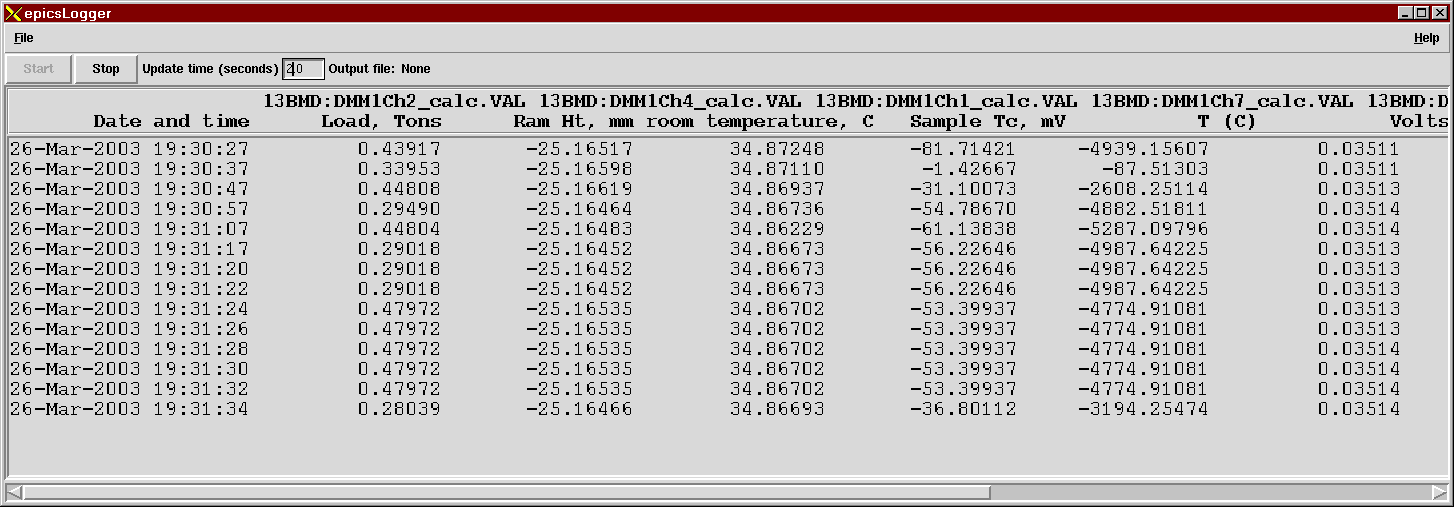 epicsLogger
File Help
Start Stop Update time (seconds) 2.0 Output file: None
13BMD:DMM1Ch2_calc.VAL 13BMD:DMM1Ch4_calc.VAL 13BMD:DMM1Ch1_calc.VAL 13BMD:DMM1Ch7_calc.VAL 13BMD:D
Date and time Load, Tons Ram Ht, mm room temperature, C Sample Tc, mV T (C) Volts
26-Mar-2003 19:30:27 0.43917 -25.16517 34.87248 -81.71421 -4939.15607 0.03511
26-Mar-2003 19:30:37 0.33953 -25.16598 34.87110 -1.42667 -87.51303 0.03511
26-Mar-2003 19:30:47 0.44808 -25.16619 34.86937 -31.10073 -2608.25114 0.03513
26-Mar-2003 19:30:57 0.29490 -25.16464 34.86736 -54.78670 -4882.51811 0.03514
26-Mar-2003 19:31:07 0.44804 -25.16483 34.86229 -61.13838 -5287.09796 0.03514
26-Mar-2003 19:31:17 0.29018 -25.16452 34.86673 -56.22646 -4987.64225 0.03513
26-Mar-2003 19:31:20 0.29018 -25.16452 34.86673 -56.22646 -4987.64225 0.03513
26-Mar-2003 19:31:22 0.29018 -25.16452 34.86673 -56.22646 -4987.64225 0.03513
26-Mar-2003 19:31:24 0.47972 -25.16535 34.86702 -53.39937 -4774.91081 0.03513
26-Mar-2003 19:31:26 0.47972 -25.16535 34.86702 -53.39937 -4774.91081 0.03513
26-Mar-2003 19:31:28 0.47972 -25.16535 34.86702 -53.39937 -4774.91081 0.03514
26-Mar-2003 19:31:30 0.47972 -25.16535 34.86702 -53.39937 -4774.91081 0.03514
26-Mar-2003 19:31:32 0.47972 -25.16535 34.86702 -53.39937 -4774.91081 0.03514
26-Mar-2003 19:31:34 0.28039 -25.16466 34.86693 -36.80112 -3194.25474 0.03514